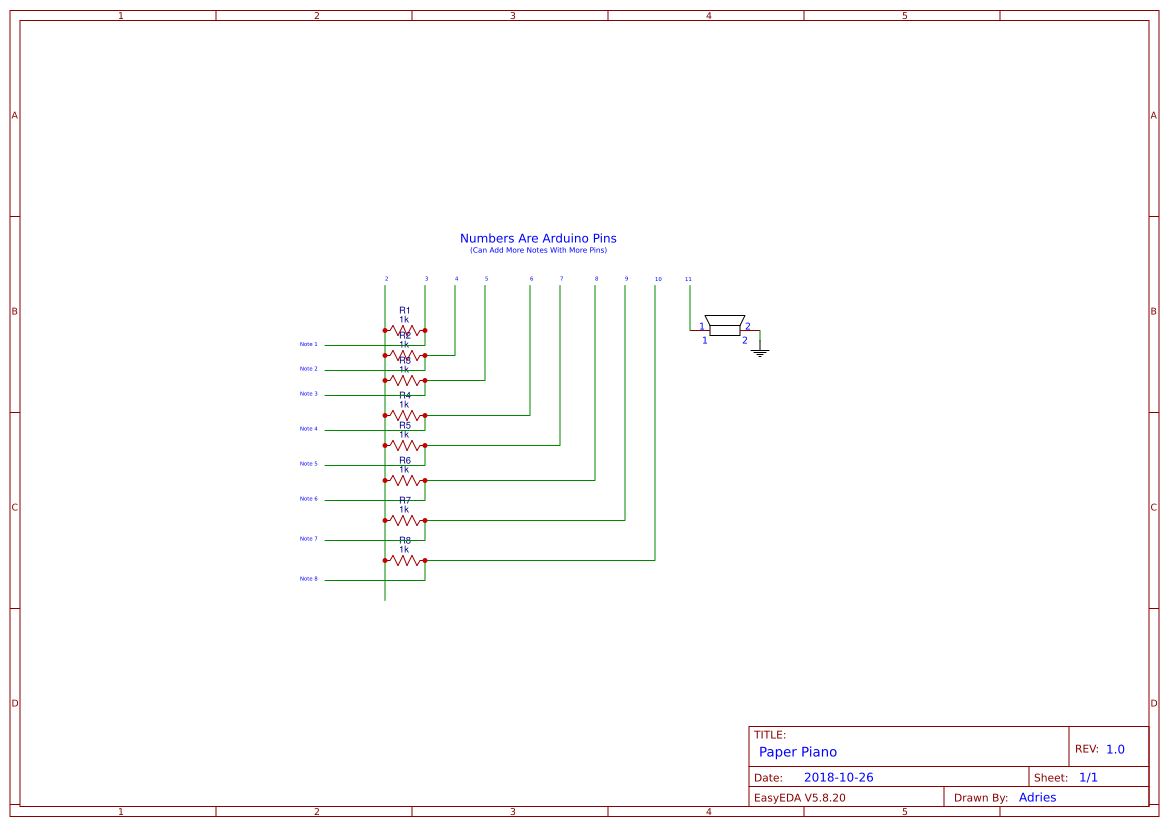 1 2 3 4 5
A A
Numbers Are Arduino Pins
(Can Add More Notes With More Pins)
2 3 4 5 6 7 8 9 10 11
B B
R1
1k
1 2
1 2
R2
1k
Note 1
R3
1k
Note 2
Note 3
R4
1k
R5
1k
Note 4
R6
1k
Note 5
R7
1k
Note 6
C C
R8
1k
Note 7
Note 8
D D
TITLE:
Paper Piano
REV: 1.0
Date: 2018-10-26
Sheet: 1/1
EasyEDA V5.8.20
Drawn By: Adries
1 2 3 4 5